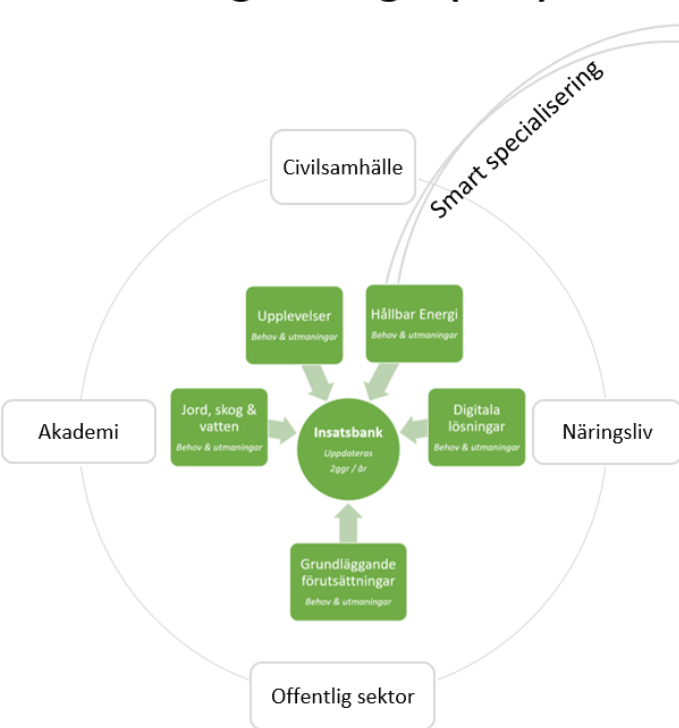 Smart specialisering
Civilsamhälle
Upplevelser
Behov & utmaningar
Hållbar Energi
Behov & utmaningar
Jord, skog &
vatten
Behov & utmaningar
Digitala
lösningar
Behov & utmaningar
Insatsbank
Uppdateras
2ggr / år
Akademi
Näringsliv
Grundläggande
förutsättningar
Behov & utmaningar
Offentlig sektor